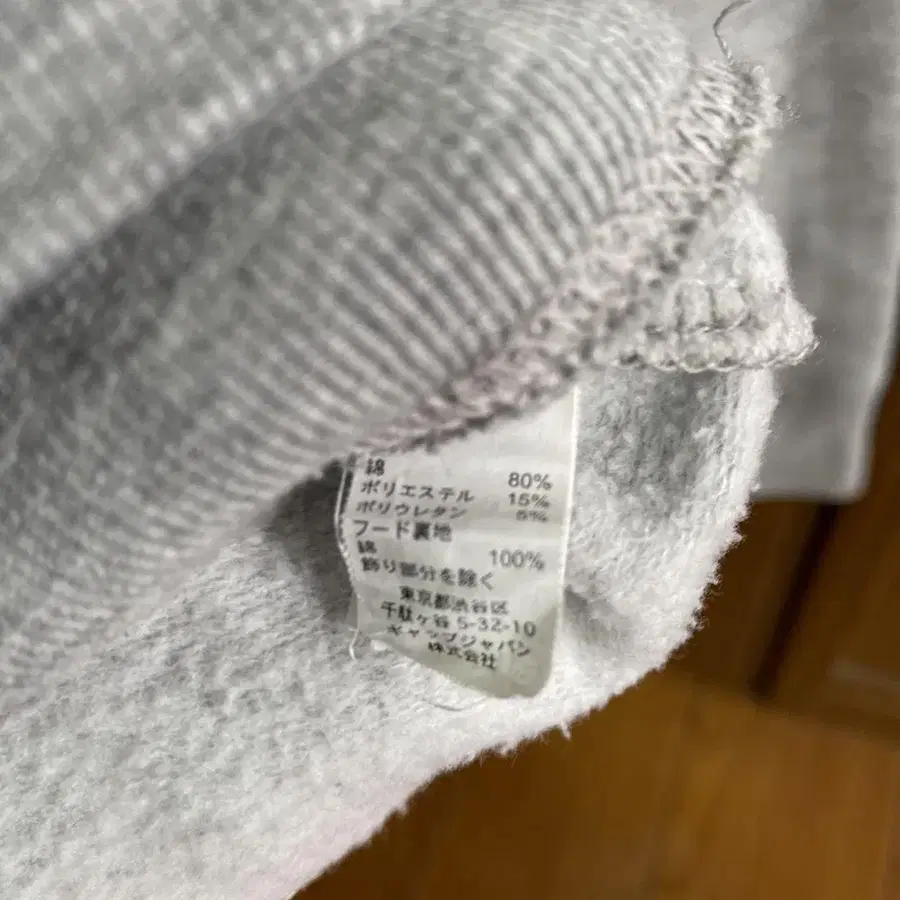 綿 80%
ポリエステル 15%
ポリウレタン 5%
フード裏地
綿 100%
飾り部分を除く
東京都渋谷区
千駄ヶ谷 5-32-10
ギャップジャパン
株式会社